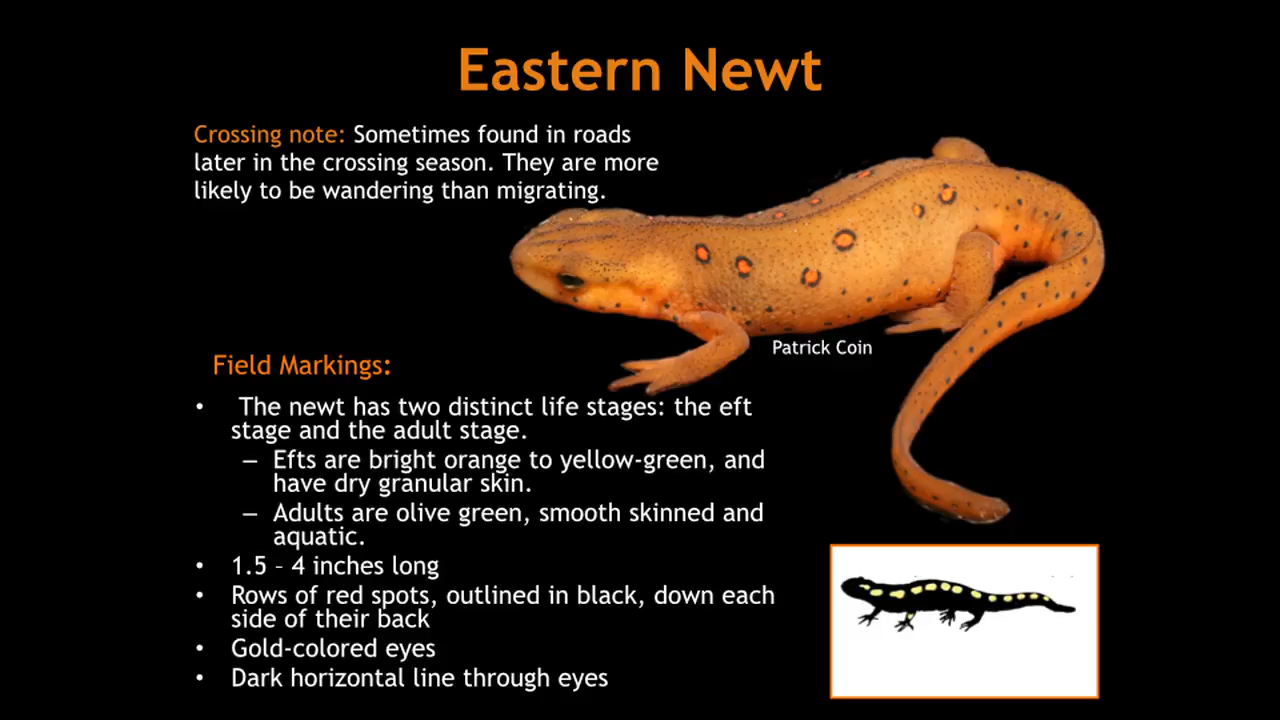 Eastern Newt
Crossing note: Sometimes found in roads
later in the crossing season. They are more
likely to be wandering than migrating.
Patrick Coin
Field Markings:
• The newt has two distinct life stages: the eft
stage and the adult stage.
– Efts are bright orange to yellow-green, and
have dry granular skin.
– Adults are olive green, smooth skinned and
aquatic.
• 1.5 – 4 inches long
• Rows of red spots, outlined in black, down each
side of their back
• Gold-colored eyes
• Dark horizontal line through eyes